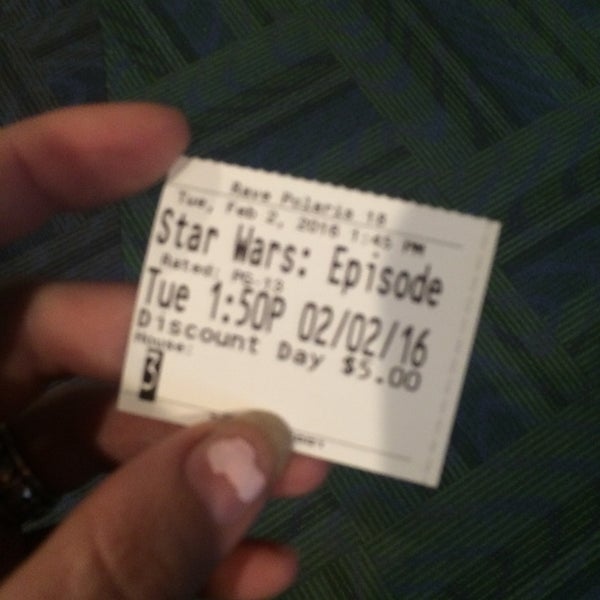 Rave Polaris 18
Tue, Feb 2, 2016 1:45 PM
Star Wars: Episode
Rated: PG-13
Tue 1:50P 02/02/16
Discount Day $5.00
House:
3